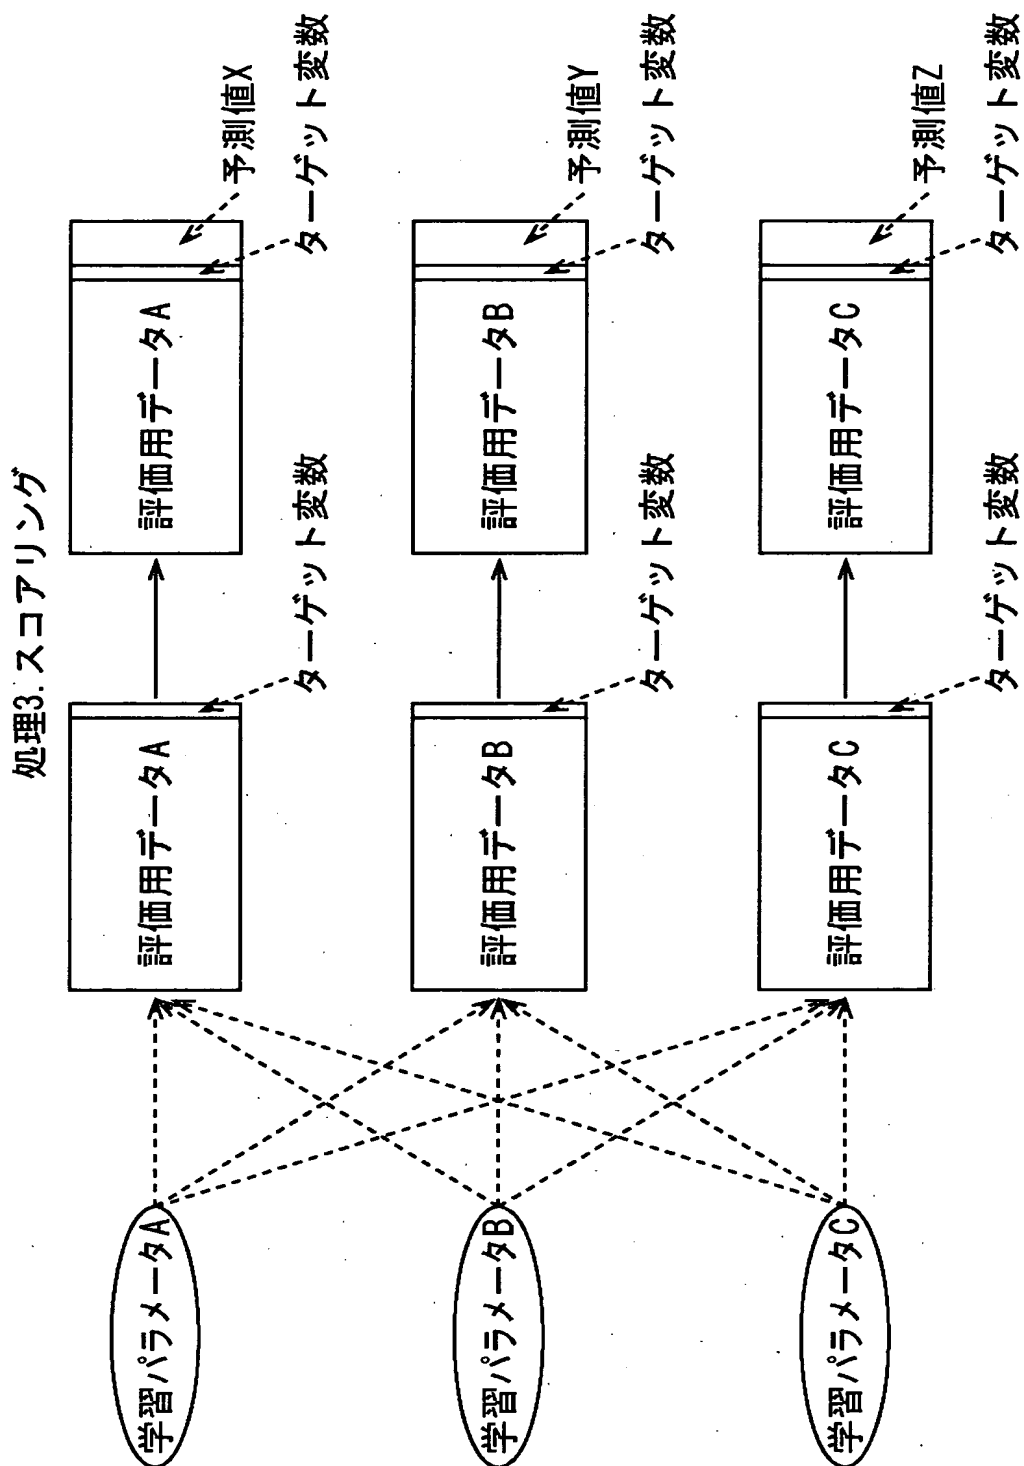 処理3. スコアリング
学習パラメータA
評価用データA
ターゲット変数
評価用データA
予測値X
ターゲット変数
学習パラメータB
評価用データB
ターゲット変数
評価用データB
予測値Y
ターゲット変数
学習パラメータC
評価用データC
ターゲット変数
評価用データC
予測値Z
ターゲット変数